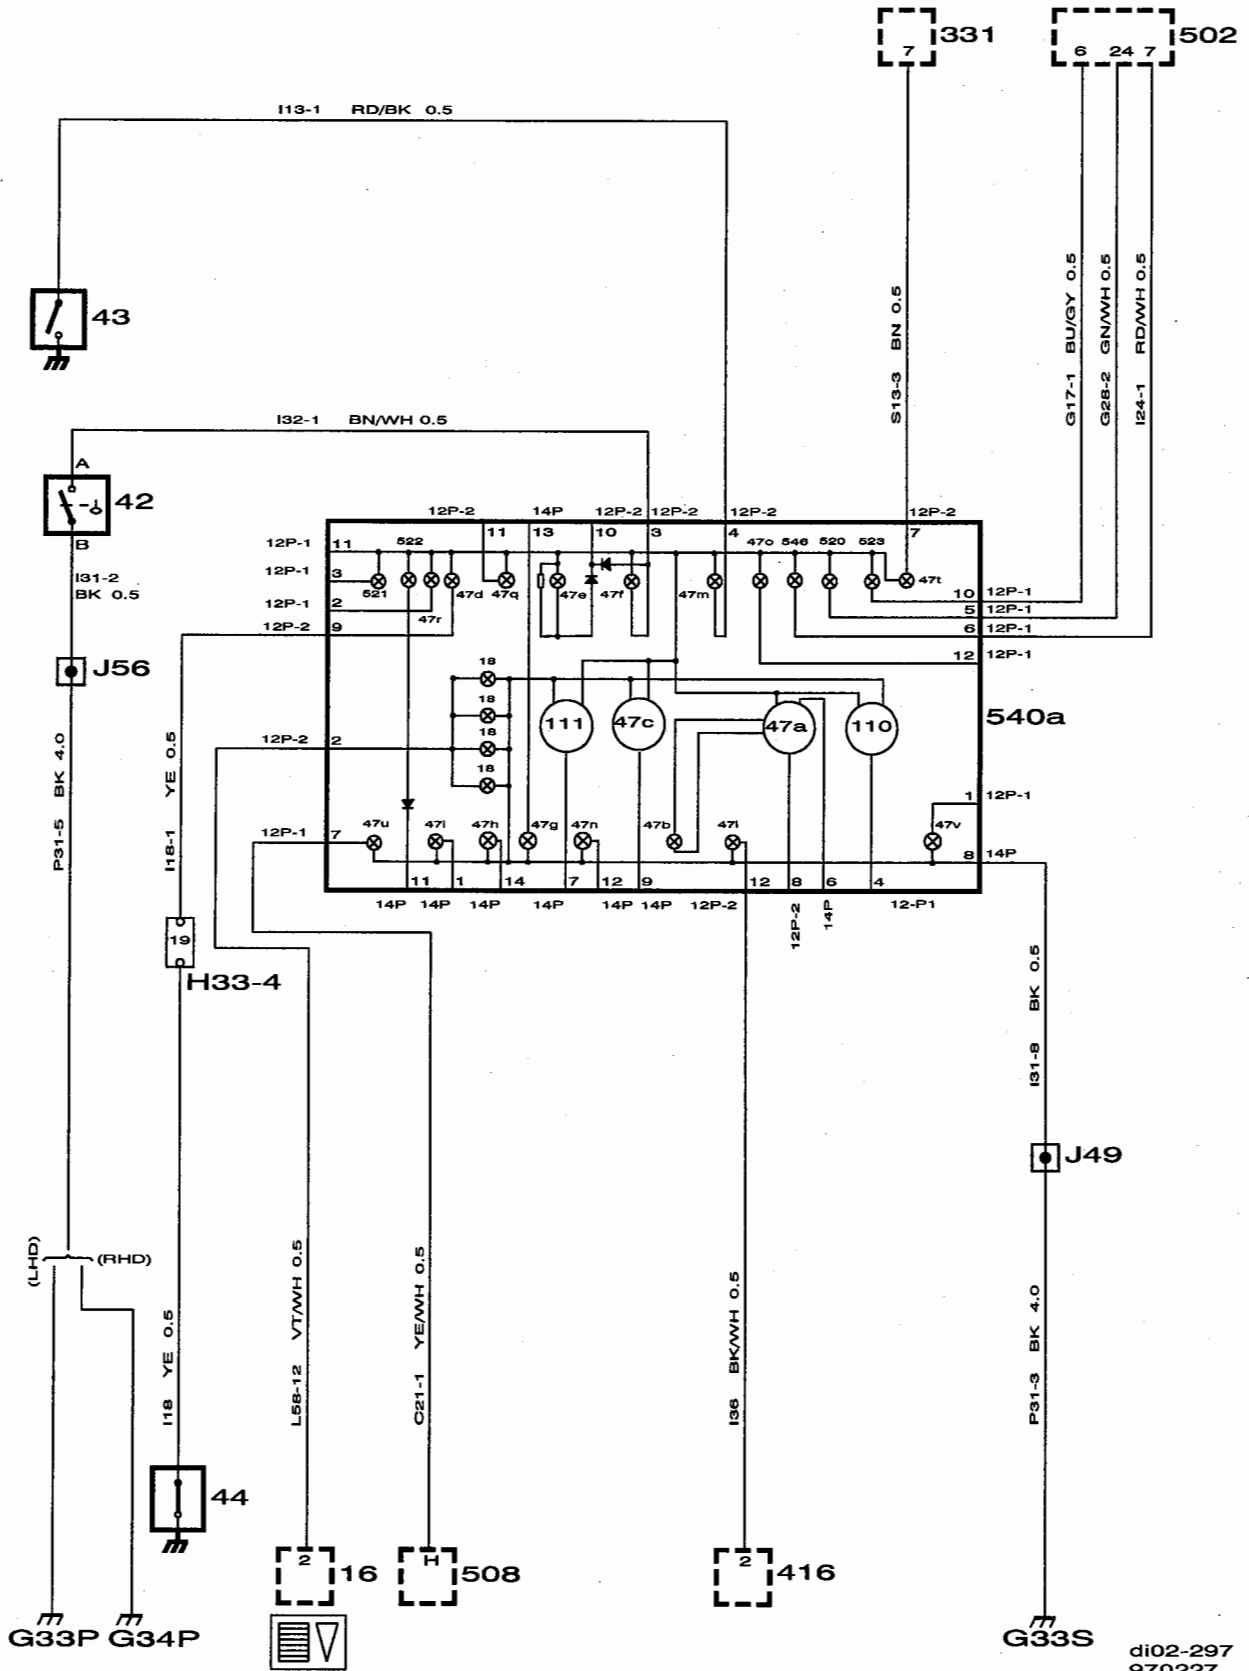 331
502
7
6 24 7
I13-1 RD/BK 0.5
43
S13-3 BN 0.5
G17-1 BU/GY 0.5
G28-2 GN/WH 0.5
I24-1 RD/WH 0.5
I32-1 BN/WH 0.5
A
42
B
I31-2
BK 0.5
J56
12P-2 14P 12P-2 12P-2 12P-2 12P-2
11 13 10 3 4 7
12P-1 11 522 47o 546 520 523
12P-1 3
521 47d 47q 47e 47f 47m 47t
10 12P-1
12P-1 2
47r
5 12P-1
12P-2 9
6 12P-1
12 12P-1
18
18
18
18
111 47c 47a 110
540a
12P-2 2
1 12P-1
12P-1 7
47u 47i 47h 47g 47n 47b 47l 47v
8 14P
11 1 14 7 12 9 12 8 6 4
14P 14P 14P 14P 14P 14P 12P-2 12P-2 14P 12-P1
P31-5 BK 4.0
I18-1 YE 0.5
19
H33-4
I31-8 BK 0.5
J49
(LHD) (RHD)
I18 YE 0.5
L58-12 VT/WH 0.5
C21-1 YE/WH 0.5
I36 BK/WH 0.5
P31-3 BK 4.0
44
2 16
H 508
2 416
G33P G34P
G33S
di02-297
970227